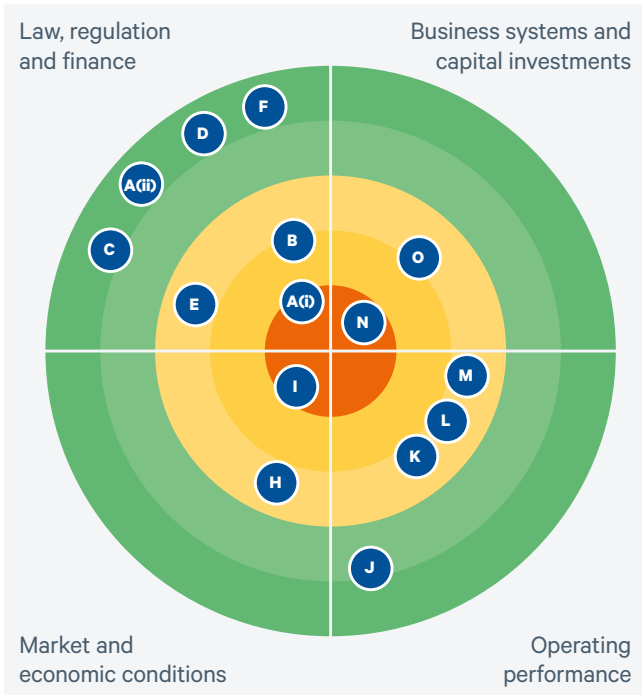 Law, regulation
and finance
Business systems and
capital investments
F
D
A(ii)
C
B
O
E
A(i)
N
I
M
L
K
H
J
Market and
economic conditions
Operating
performance